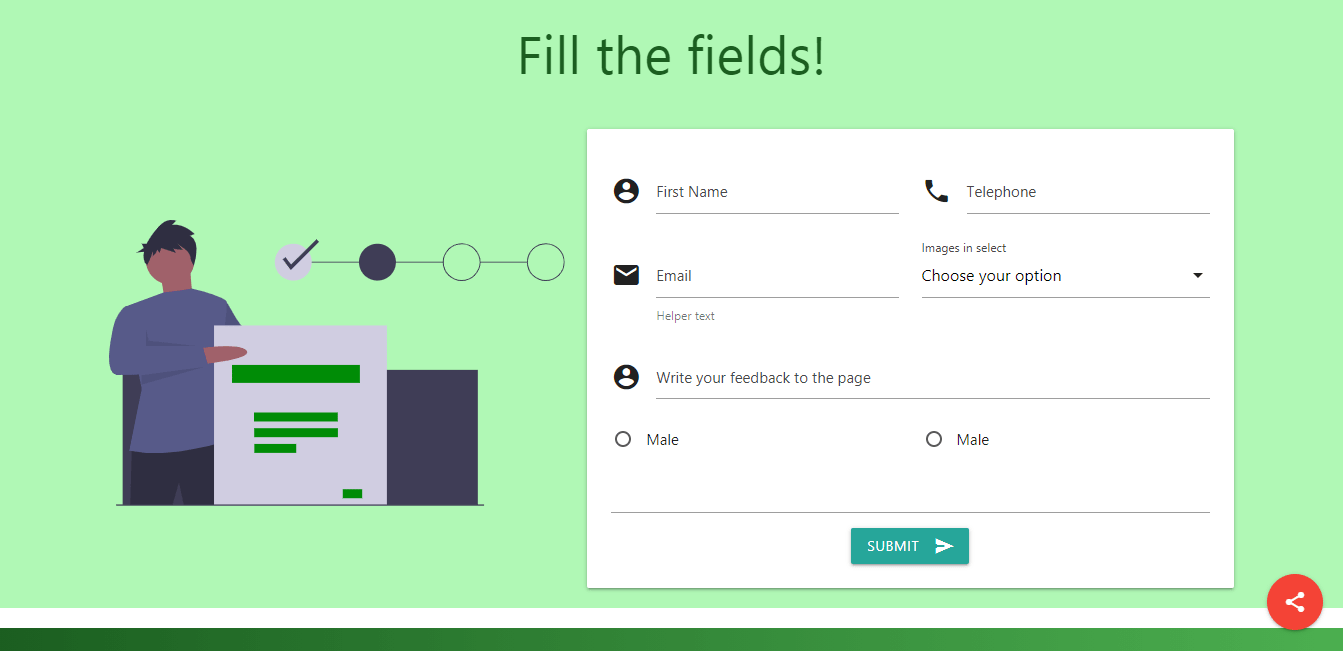 Fill the fields!
First Name
Telephone
Images in select
Email
Choose your option
Helper text
Write your feedback to the page
Male
Male
SUBMIT